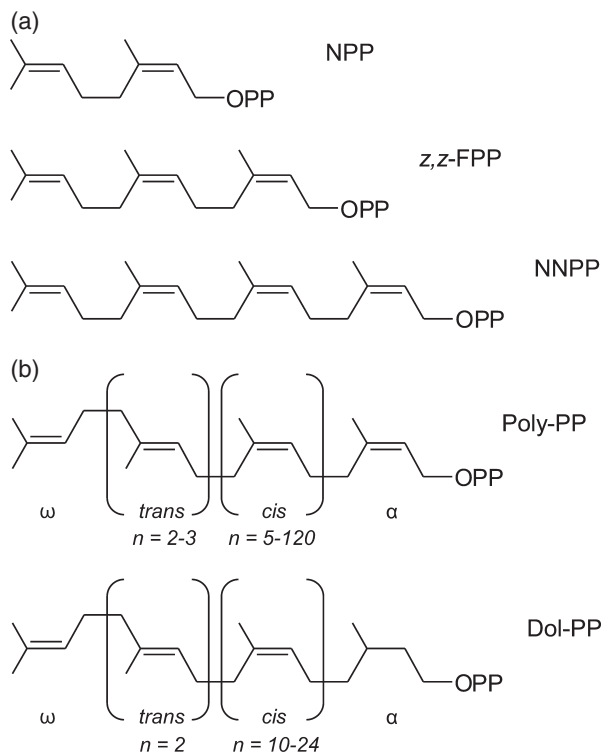 (a)
NPP
OPP
z,z-FPP
OPP
NNPP
OPP
(b)
Poly-PP
OPP
ω trans cis α
n = 2-3 n = 5-120
Dol-PP
OPP
ω trans cis α
n = 2 n = 10-24